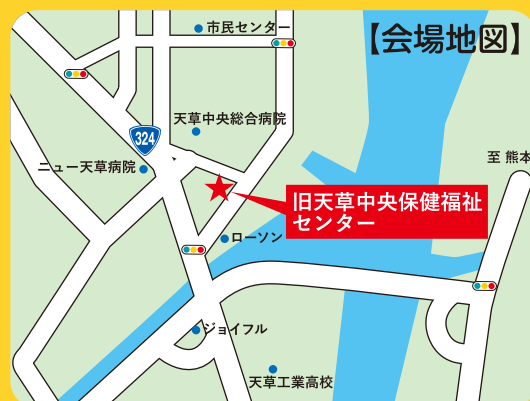 【会場地図】
市民センター
天草中央総合病院
324
至 熊本
ニュー天草病院
旧天草中央保健福祉
センター
ローソン
ジョイフル
天草工業高校